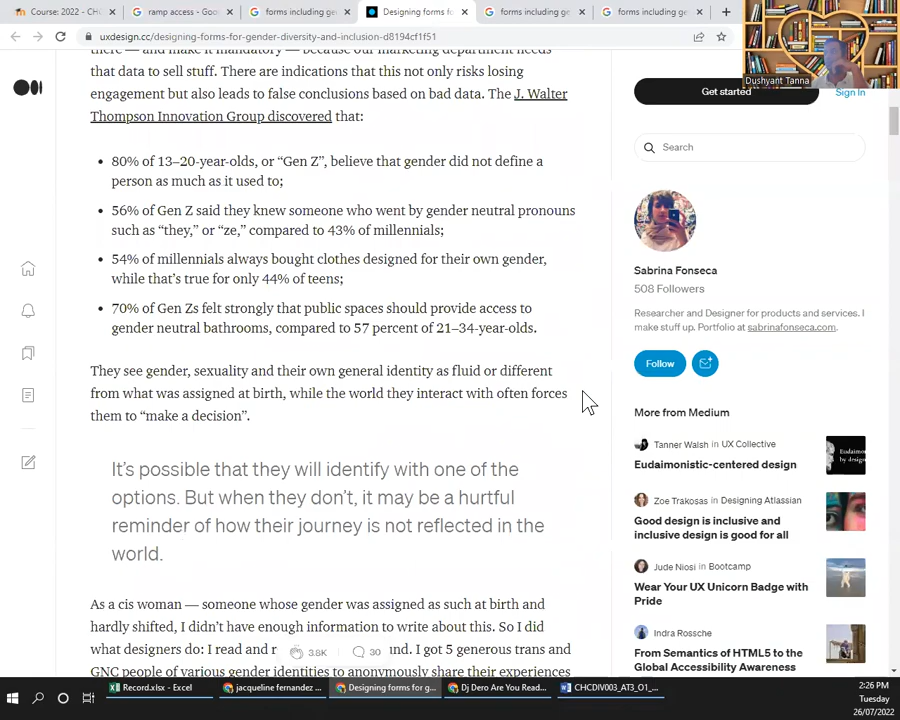 Course: 2022 - CHC
ramp access - Goo
forms including gen
Designing forms fo
forms including gen
forms including gen
uxdesign.cc/designing-forms-for-gender-diversity-and-inclusion-d8194cf1f51
Dushyant Tanna
there — and make it mandatory — because our marketing department needs
that data to sell stuff. There are indications that this not only risks losing
engagement but also leads to false conclusions based on bad data. The J. Walter
Thompson Innovation Group discovered that:
• 80% of 13–20-year-olds, or “Gen Z”, believe that gender did not define a
person as much as it used to;
• 56% of Gen Z said they knew someone who went by gender neutral pronouns
such as “they,” or “ze,” compared to 43% of millennials;
• 54% of millennials always bought clothes designed for their own gender,
while that’s true for only 44% of teens;
• 70% of Gen Zs felt strongly that public spaces should provide access to
gender neutral bathrooms, compared to 57 percent of 21–34-year-olds.
They see gender, sexuality and their own general identity as fluid or different
from what was assigned at birth, while the world they interact with often forces
them to “make a decision”.
It’s possible that they will identify with one of the
options. But when they don’t, it may be a hurtful
reminder of how their journey is not reflected in the
world.
As a cis woman — someone whose gender was assigned as such at birth and
hardly shifted, I didn’t have enough information to write about this. So I did
what designers do: I read and r
und. I got 5 generous trans and
3.8K
30
GNC people of various gender identities to anonymously share their experiences
Get started
Sign In
Search
Sabrina Fonseca
508 Followers
Researcher and Designer for products and services. I
make stuff up. Portfolio at sabrinafonseca.com.
Follow
More from Medium
Tanner Walsh in UX Collective
Eudaimonistic-centered design
Zoe Trakosas in Designing Atlassian
Good design is inclusive and
inclusive design is good for all
Jude Niosi in Bootcamp
Wear Your UX Unicorn Badge with
Pride
Indra Rossche
From Semantics of HTML5 to the
Global Accessibility Awareness
Record.xlsx - Excel
jacqueline fernandez ...
Designing forms for g...
Dj Dero Are You Read...
CHCDIV003_AT3_O1_...
2:26 PM
Tuesday
26/07/2022